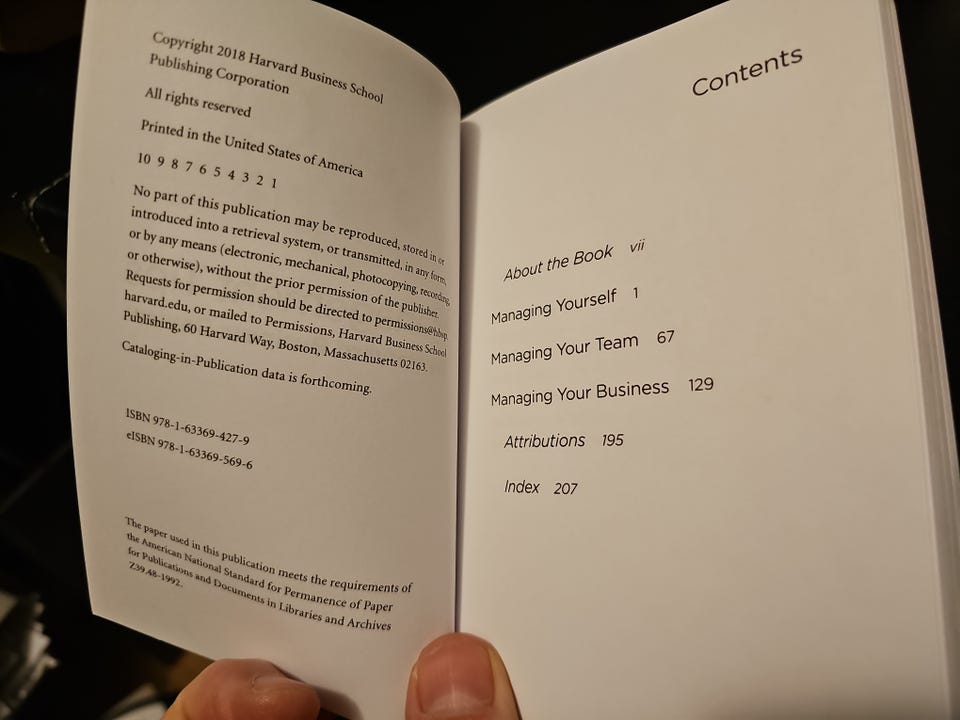 Copyright 2018 Harvard Business School
Publishing Corporation
All rights reserved
Printed in the United States of America
10 9 8 7 6 5 4 3 2 1
No part of this publication may be reproduced, stored in or
introduced into a retrieval system, or transmitted, in any form,
or by any means (electronic, mechanical, photocopying, recording,
or otherwise), without the prior permission of the publisher.
Requests for permission should be directed to permissions@hbsp.
harvard.edu, or mailed to Permissions, Harvard Business School
Publishing, 60 Harvard Way, Boston, Massachusetts 02163.
Cataloging-in-Publication data is forthcoming.
ISBN 978-1-63369-427-9
eISBN 978-1-63369-569-6
The paper used in this publication meets the requirements of
the American National Standard for Permanence of Paper
for Publications and Documents in Libraries and Archives
Z39.48-1992.
Contents
About the Book vii
Managing Yourself 1
Managing Your Team 67
Managing Your Business 129
Attributions 195
Index 207